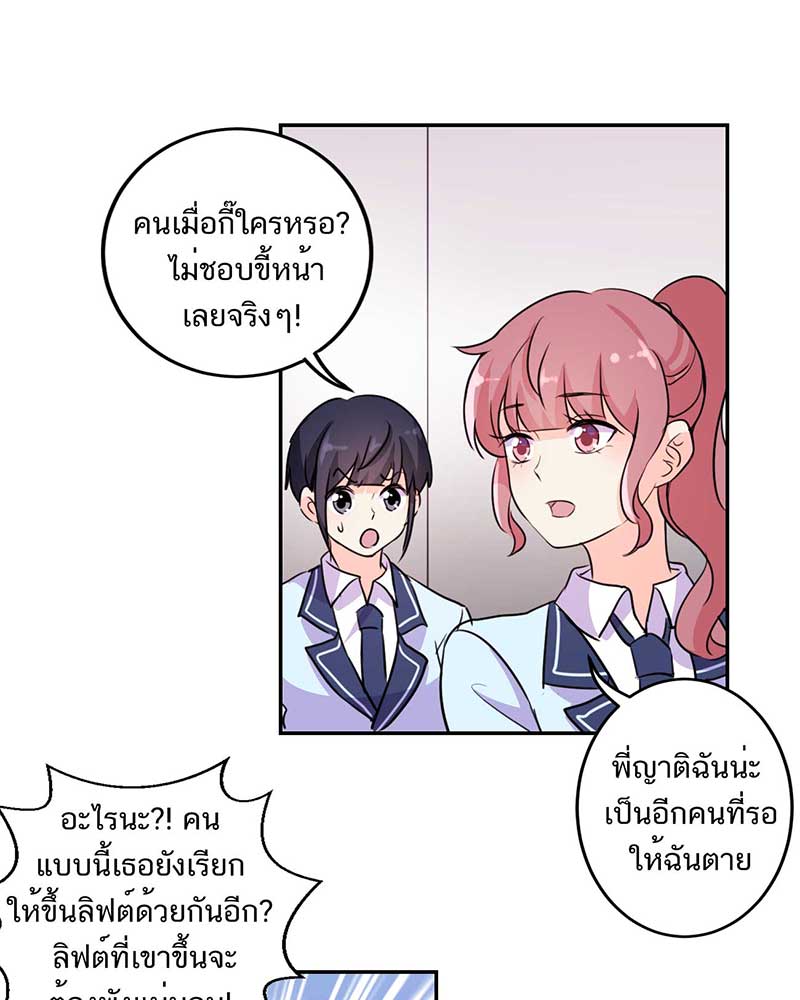 คนเมื่อกี๊ใครหรอ?
ไม่ชอบขี้หน้า
เลยจริงๆ!
พี่ญาติฉันน่ะ
เป็นอีกคนที่รอ
ให้ฉันตาย
อะไรนะ?! คน
แบบนี้เธอยังเรียก
ให้ขึ้นลิฟต์ด้วยกันอีก?
ลิฟต์ที่เขาขึ้นจะ